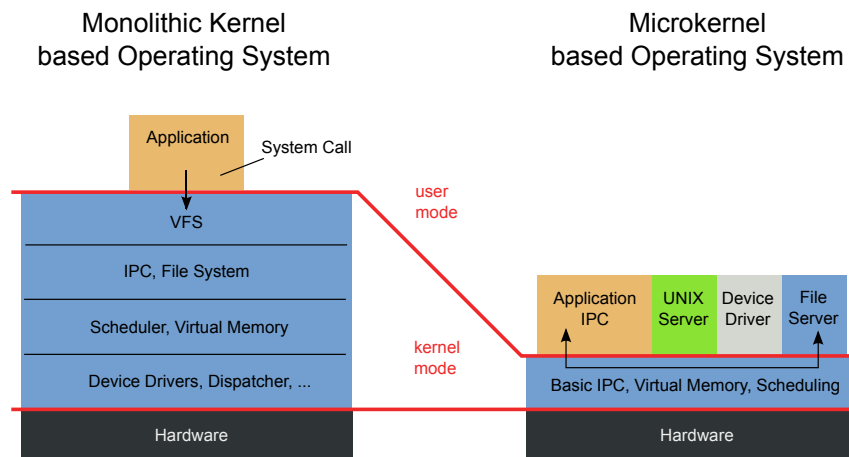 Monolithic Kernel
based Operating System
Microkernel
based Operating System
Application
System Call
user
mode
VFS
IPC, File System
Scheduler, Virtual Memory
Device Drivers, Dispatcher, ...
Hardware
kernel
mode
Application
IPC
UNIX
Server
Device
Driver
File
Server
Basic IPC, Virtual Memory, Scheduling
Hardware